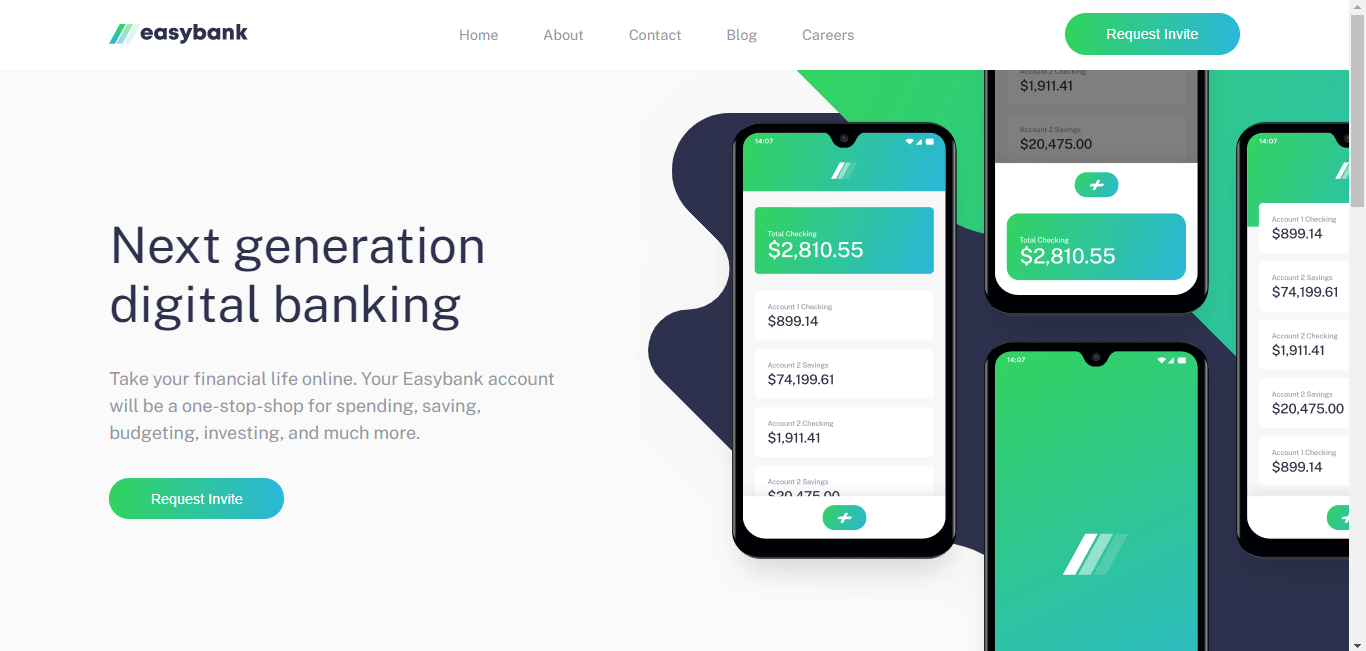 easybank
Home
About
Contact
Blog
Careers
Request Invite
Next generation
digital banking
Take your financial life online. Your Easybank account
will be a one-stop-shop for spending, saving,
budgeting, investing, and much more.
Request Invite
14:07
Total Checking
$2,810.55
Account 1 Checking
$899.14
Account 2 Savings
$74,199.61
Account 2 Checking
$1,911.41
Account 2 Savings
$20,475.00
Account 2 Checking
$1,911.41
Account 2 Savings
$20,475.00
Total Checking
$2,810.55
14:07
14:07
Account 1 Checking
$899.14
Account 2 Savings
$74,199.61
Account 2 Checking
$1,911.41
Account 2 Savings
$20,475.00
Account 1 Checking
$899.14